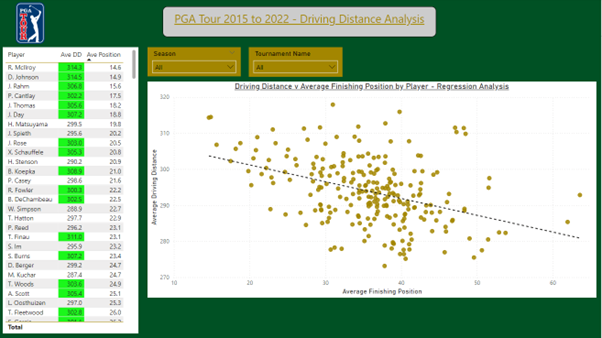 PGA
TOUR
PGA Tour 2015 to 2022 - Driving Distance Analysis
Player Ave DD Ave Position
R. McIlroy 314.3 14.6
D. Johnson 314.5 14.9
J. Rahm 306.8 15.6
P. Cantlay 302.2 17.5
J. Thomas 305.6 18.2
J. Day 307.2 18.8
H. Matsuyama 299.5 19.8
J. Spieth 295.6 20.2
J. Rose 303.0 20.5
X. Schauffele 305.3 20.8
H. Stenson 290.2 20.9
B. Koepka 308.9 21.0
P. Casey 298.6 21.6
R. Fowler 300.3 22.2
B. DeChambeau 302.5 22.5
W. Simpson 288.9 22.7
T. Hatton 297.7 22.9
P. Reed 296.2 23.1
T. Finau 311.0 23.1
S. Im 295.9 23.2
S. Burns 307.2 23.4
D. Berger 299.2 24.7
M. Kuchar 287.4 24.7
T. Woods 305.6 24.9
A. Scott 305.4 25.1
L. Oosthuizen 297.0 25.3
T. Fleetwood 302.8 26.0
Total
Season
All
Tournament Name
All
Driving Distance v Average Finishing Position by Player - Regression Analysis
Average Driving Distance
320
310
300
290
280
270
10 20 30 40 50 60
Average Finishing Position